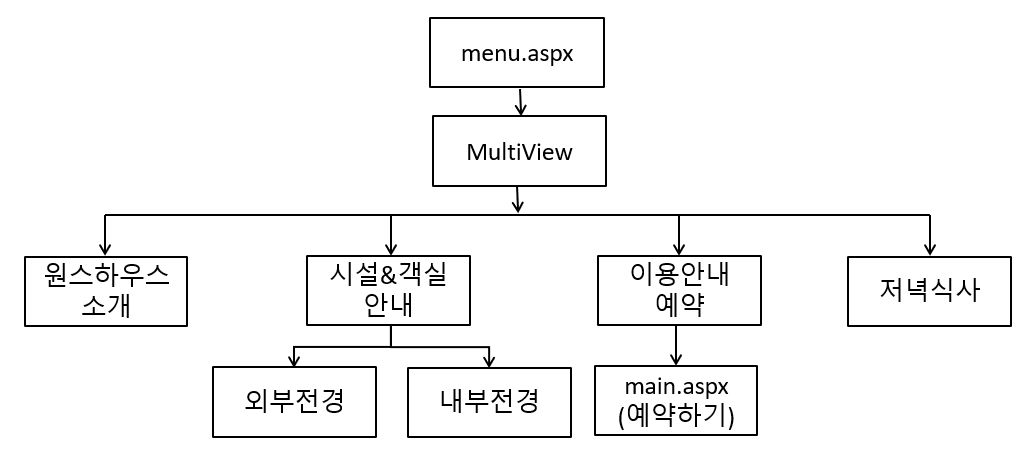 menu.aspx
MultiView
원스하우스
소개
시설&객실
안내
이용안내
예약
저녁식사
외부전경
내부전경
main.aspx
(예약하기)